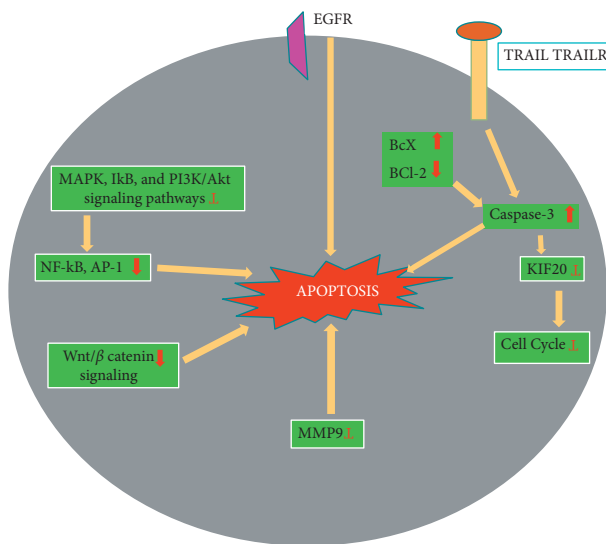 EGFR
TRAIL TRAILR
BcX
BCl-2
MAPK, IkB, and PI3K/Akt
signaling pathways
Caspase-3
NF-kB, AP-1
KIF20
APOPTOSIS
Cell Cycle
Wnt/β catenin
signaling
MMP9